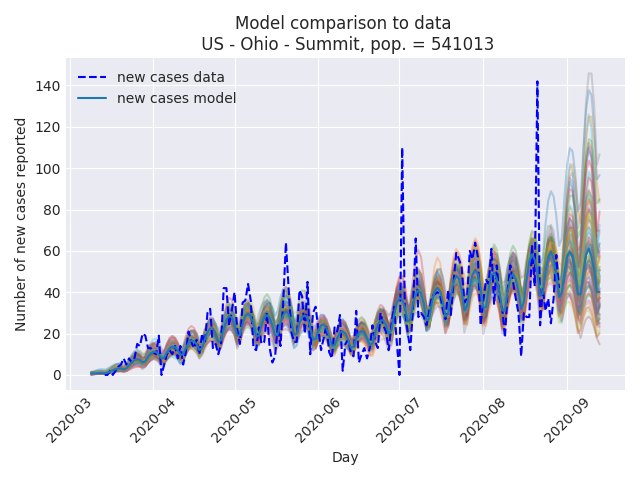 Model comparison to data
US - Ohio - Summit, pop. = 541013
new cases data
new cases model
Number of new cases reported
140
120
100
80
60
40
20
0
2020-03
2020-04
2020-05
2020-06
2020-07
2020-08
2020-09
Day